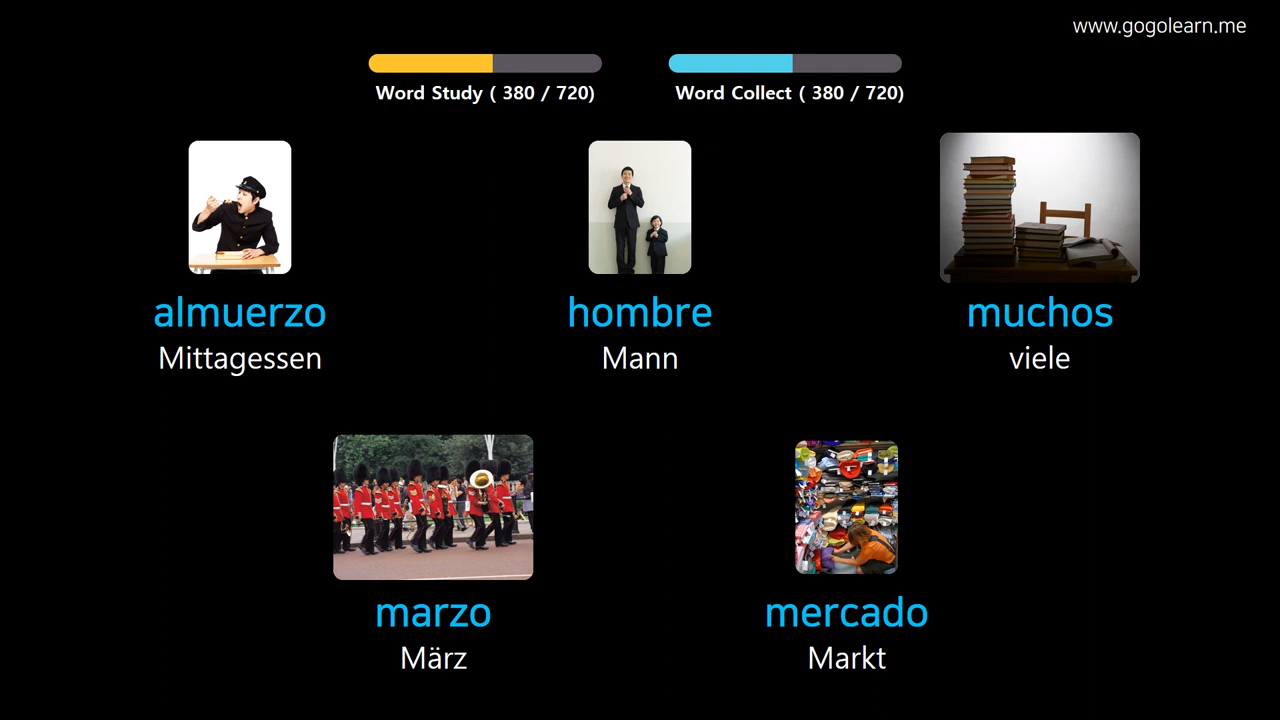 www.gogolearn.me
Word Study ( 380 / 720)
Word Collect ( 380 / 720)
almuerzo
Mittagessen
hombre
Mann
muchos
viele
marzo
März
mercado
Markt